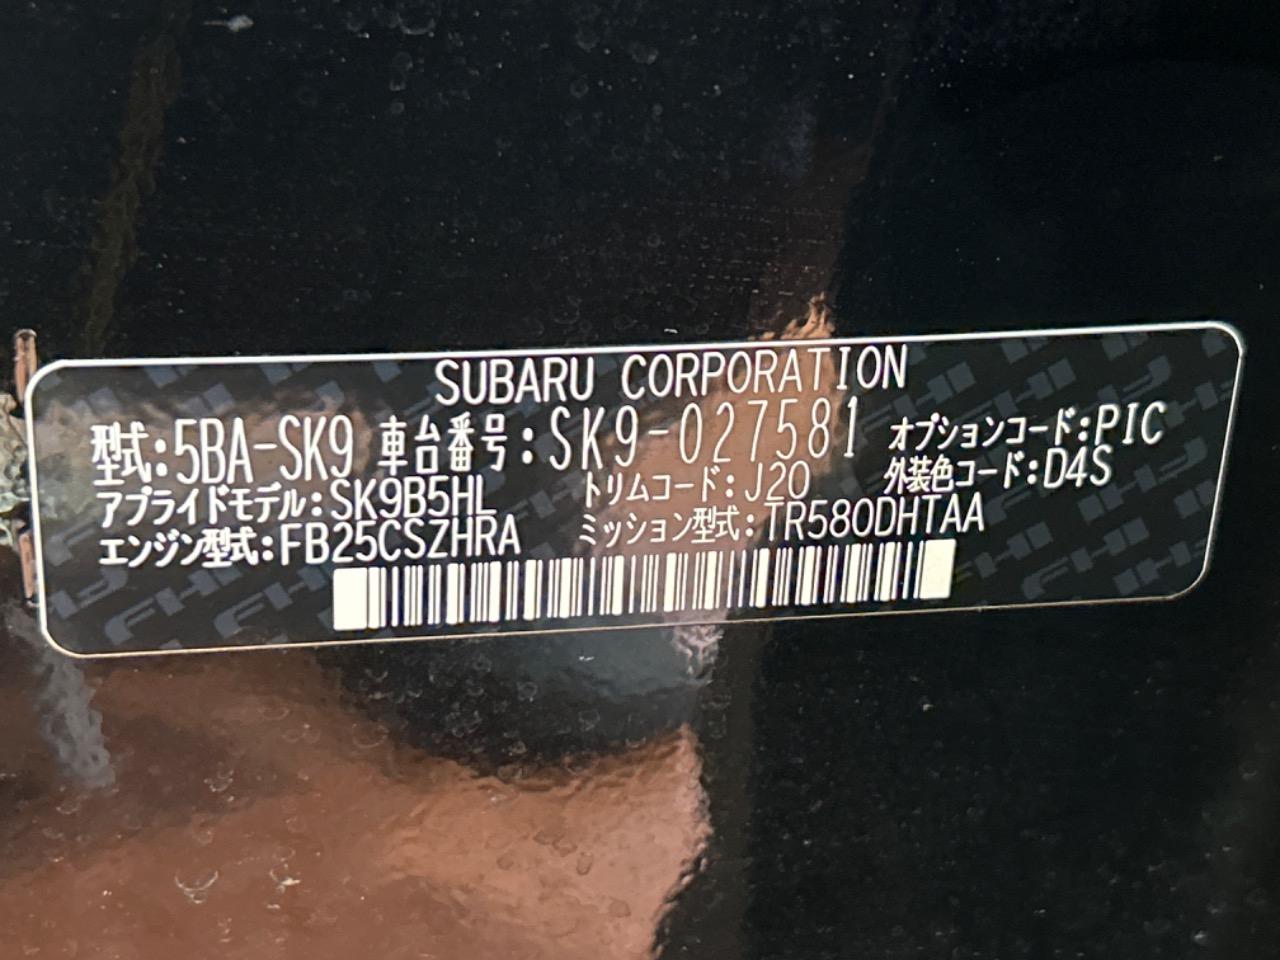 SUBARU CORPORATION
型式:5BA-SK9 車台番号:SK9-027581 オプションコード:PIC
アプライドモデル:SK9B5HL トリムコード:J20 外装色コード:D4S
エンジン型式:FB25CSZHRA ミッション型式:TR580DHTAA